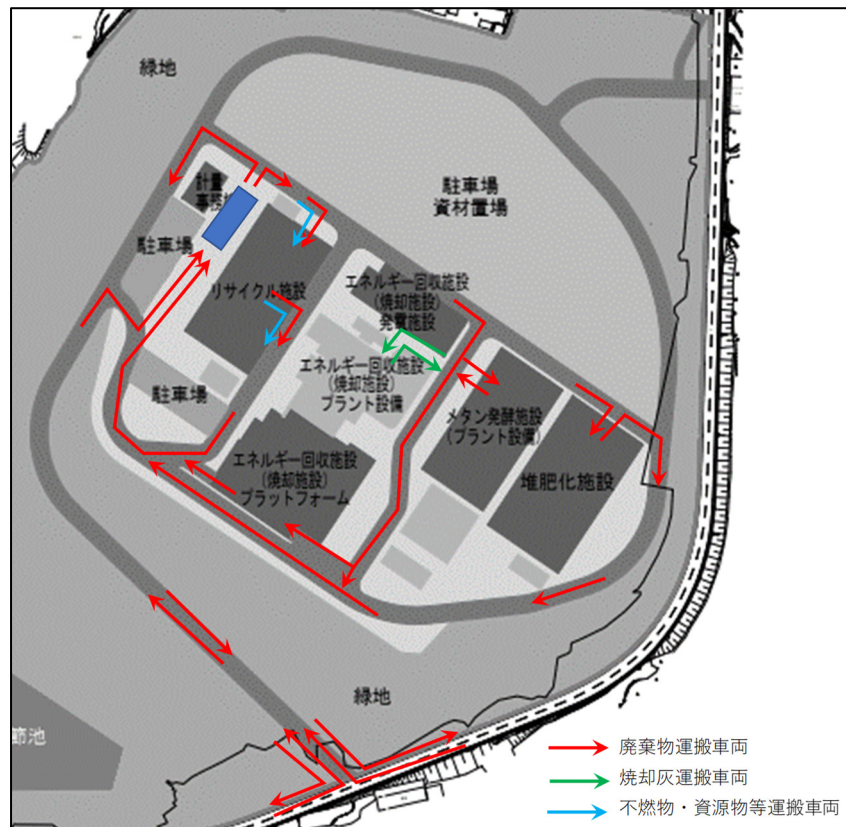 緑地
計量
駐車場
資材置場
駐車場
リサイクル施設
エネルギー回収施設
(焼却施設)
発電施設
エネルギー回収施設
(焼却施設)
プラント設備
駐車場
メタン発酵施設
(プラント設備)
エネルギー回収施設
(焼却施設)
プラットフォーム
堆肥化施設
緑地
節池
廃棄物運搬車両
焼却灰運搬車両
不燃物・資源物等運搬車両